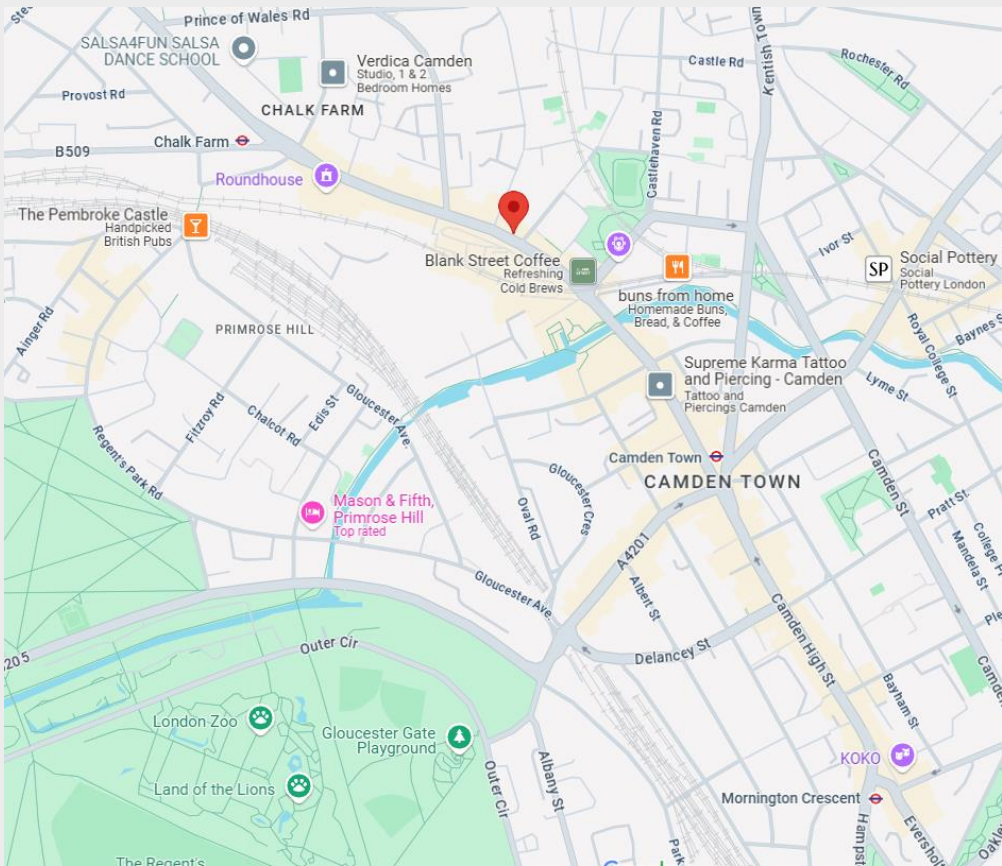 Prince of Wales Rd
SALSA4FUN SALSA
DANCE SCHOOL
Verdica Camden
Studio, 1 & 2
Bedroom Homes
Castle Rd
Kentish Town
Rochester Rd
Provost Rd
CHALK FARM
Castlehaven Rd
Chalk Farm
B509
Roundhouse
The Pembroke Castle
Handpicked
British Pubs
Blank Street Coffee
Refreshing
Cold Brews
Ivor St
SP
Social Pottery
Social
Pottery London
buns from home
Homemade Buns,
Bread, & Coffee
Ainger Rd
PRIMROSE HILL
Royal College St
Baynes S
Supreme Karma Tattoo
and Piercing - Camden
Tattoo and
Piercings Camden
Lyme St
Gloucester Ave.
Edis St
Chalcot Rd
Fitzroy Rd
Regent's Park Rd
Camden Town
CAMDEN TOWN
Camden St
Gloucester Cres
Oval Rd
Pratt St.
Mason & Fifth,
Primrose Hill
Top rated
College P
Mandela St
A4201
Gloucester Ave.
Albert St
Camden High St
Delancey St
Outer Cir
205
Bayham St
Camden
London Zoo
Gloucester Gate
Playground
Land of the Lions
Outer Cir
Albany St
KOKO
Mornington Crescent
Park
Hampst
Eversh
Oakle
The Regent's